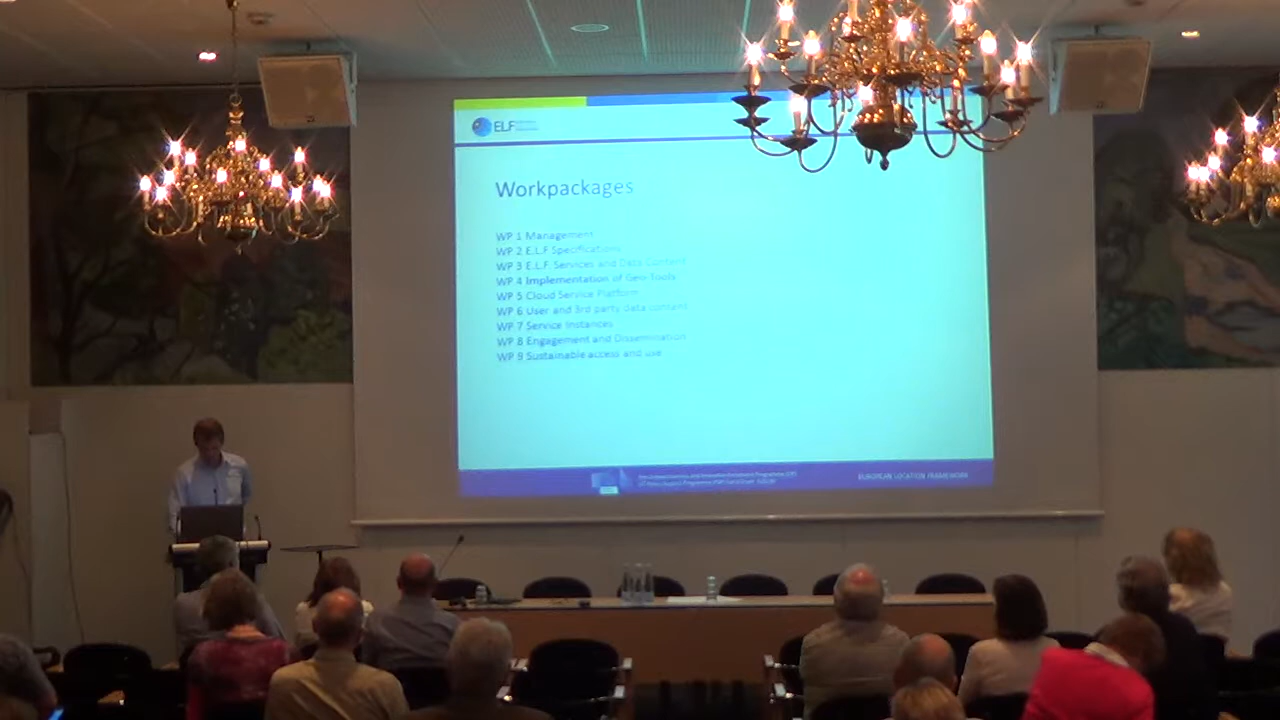 ELF
Workpackages
WP 1 Management
WP 2 E.L.F Specifications
WP 3 E.L.F. Services and Data Content
WP 4 Implementation of Geo-Tools
WP 5 Cloud Service Platform
WP 6 User and 3rd party data content
WP 7 Service Instances
WP 8 Engagement and Dissemination
WP 9 Sustainable access and use
EUROPEAN LOCATION FRAMEWORK